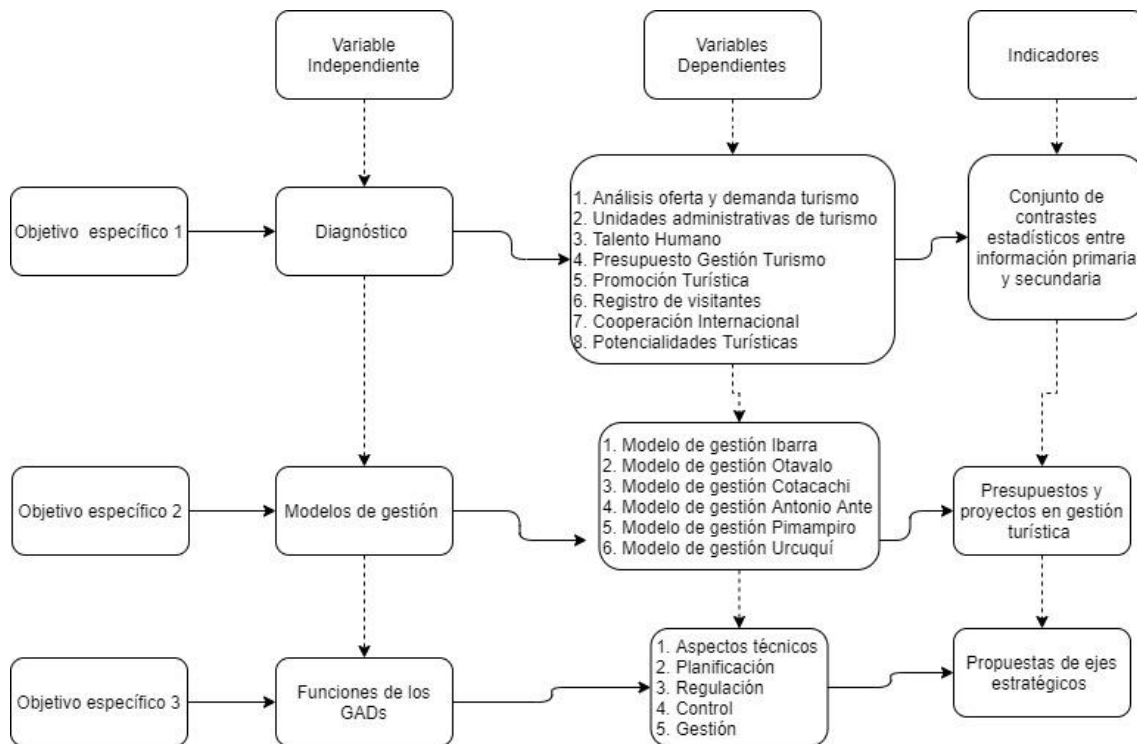 Variable
Independiente
Variables
Dependientes
Indicadores
Objetivo específico 1
Diagnóstico
1. Análisis oferta y demanda turismo
2. Unidades administrativas de turismo
3. Talento Humano
4. Presupuesto Gestión Turismo
5. Promoción Turística
6. Registro de visitantes
7. Cooperación Internacional
8. Potencialidades Turísticas
Conjunto de
contrastes
estadísticos entre
información primaria
y secundaria
Objetivo específico 2
Modelos de gestión
1. Modelo de gestión Ibarra
2. Modelo de gestión Otavalo
3. Modelo de gestión Cotacachi
4. Modelo de gestión Antonio Ante
5. Modelo de gestión Pimampiro
6. Modelo de gestión Urcuquí
Presupuestos y
proyectos en gestión
turística
Objetivo específico 3
Funciones de los
GADs
1. Aspectos técnicos
2. Planificación
3. Regulación
4. Control
5. Gestión
Propuestas de ejes
estratégicos